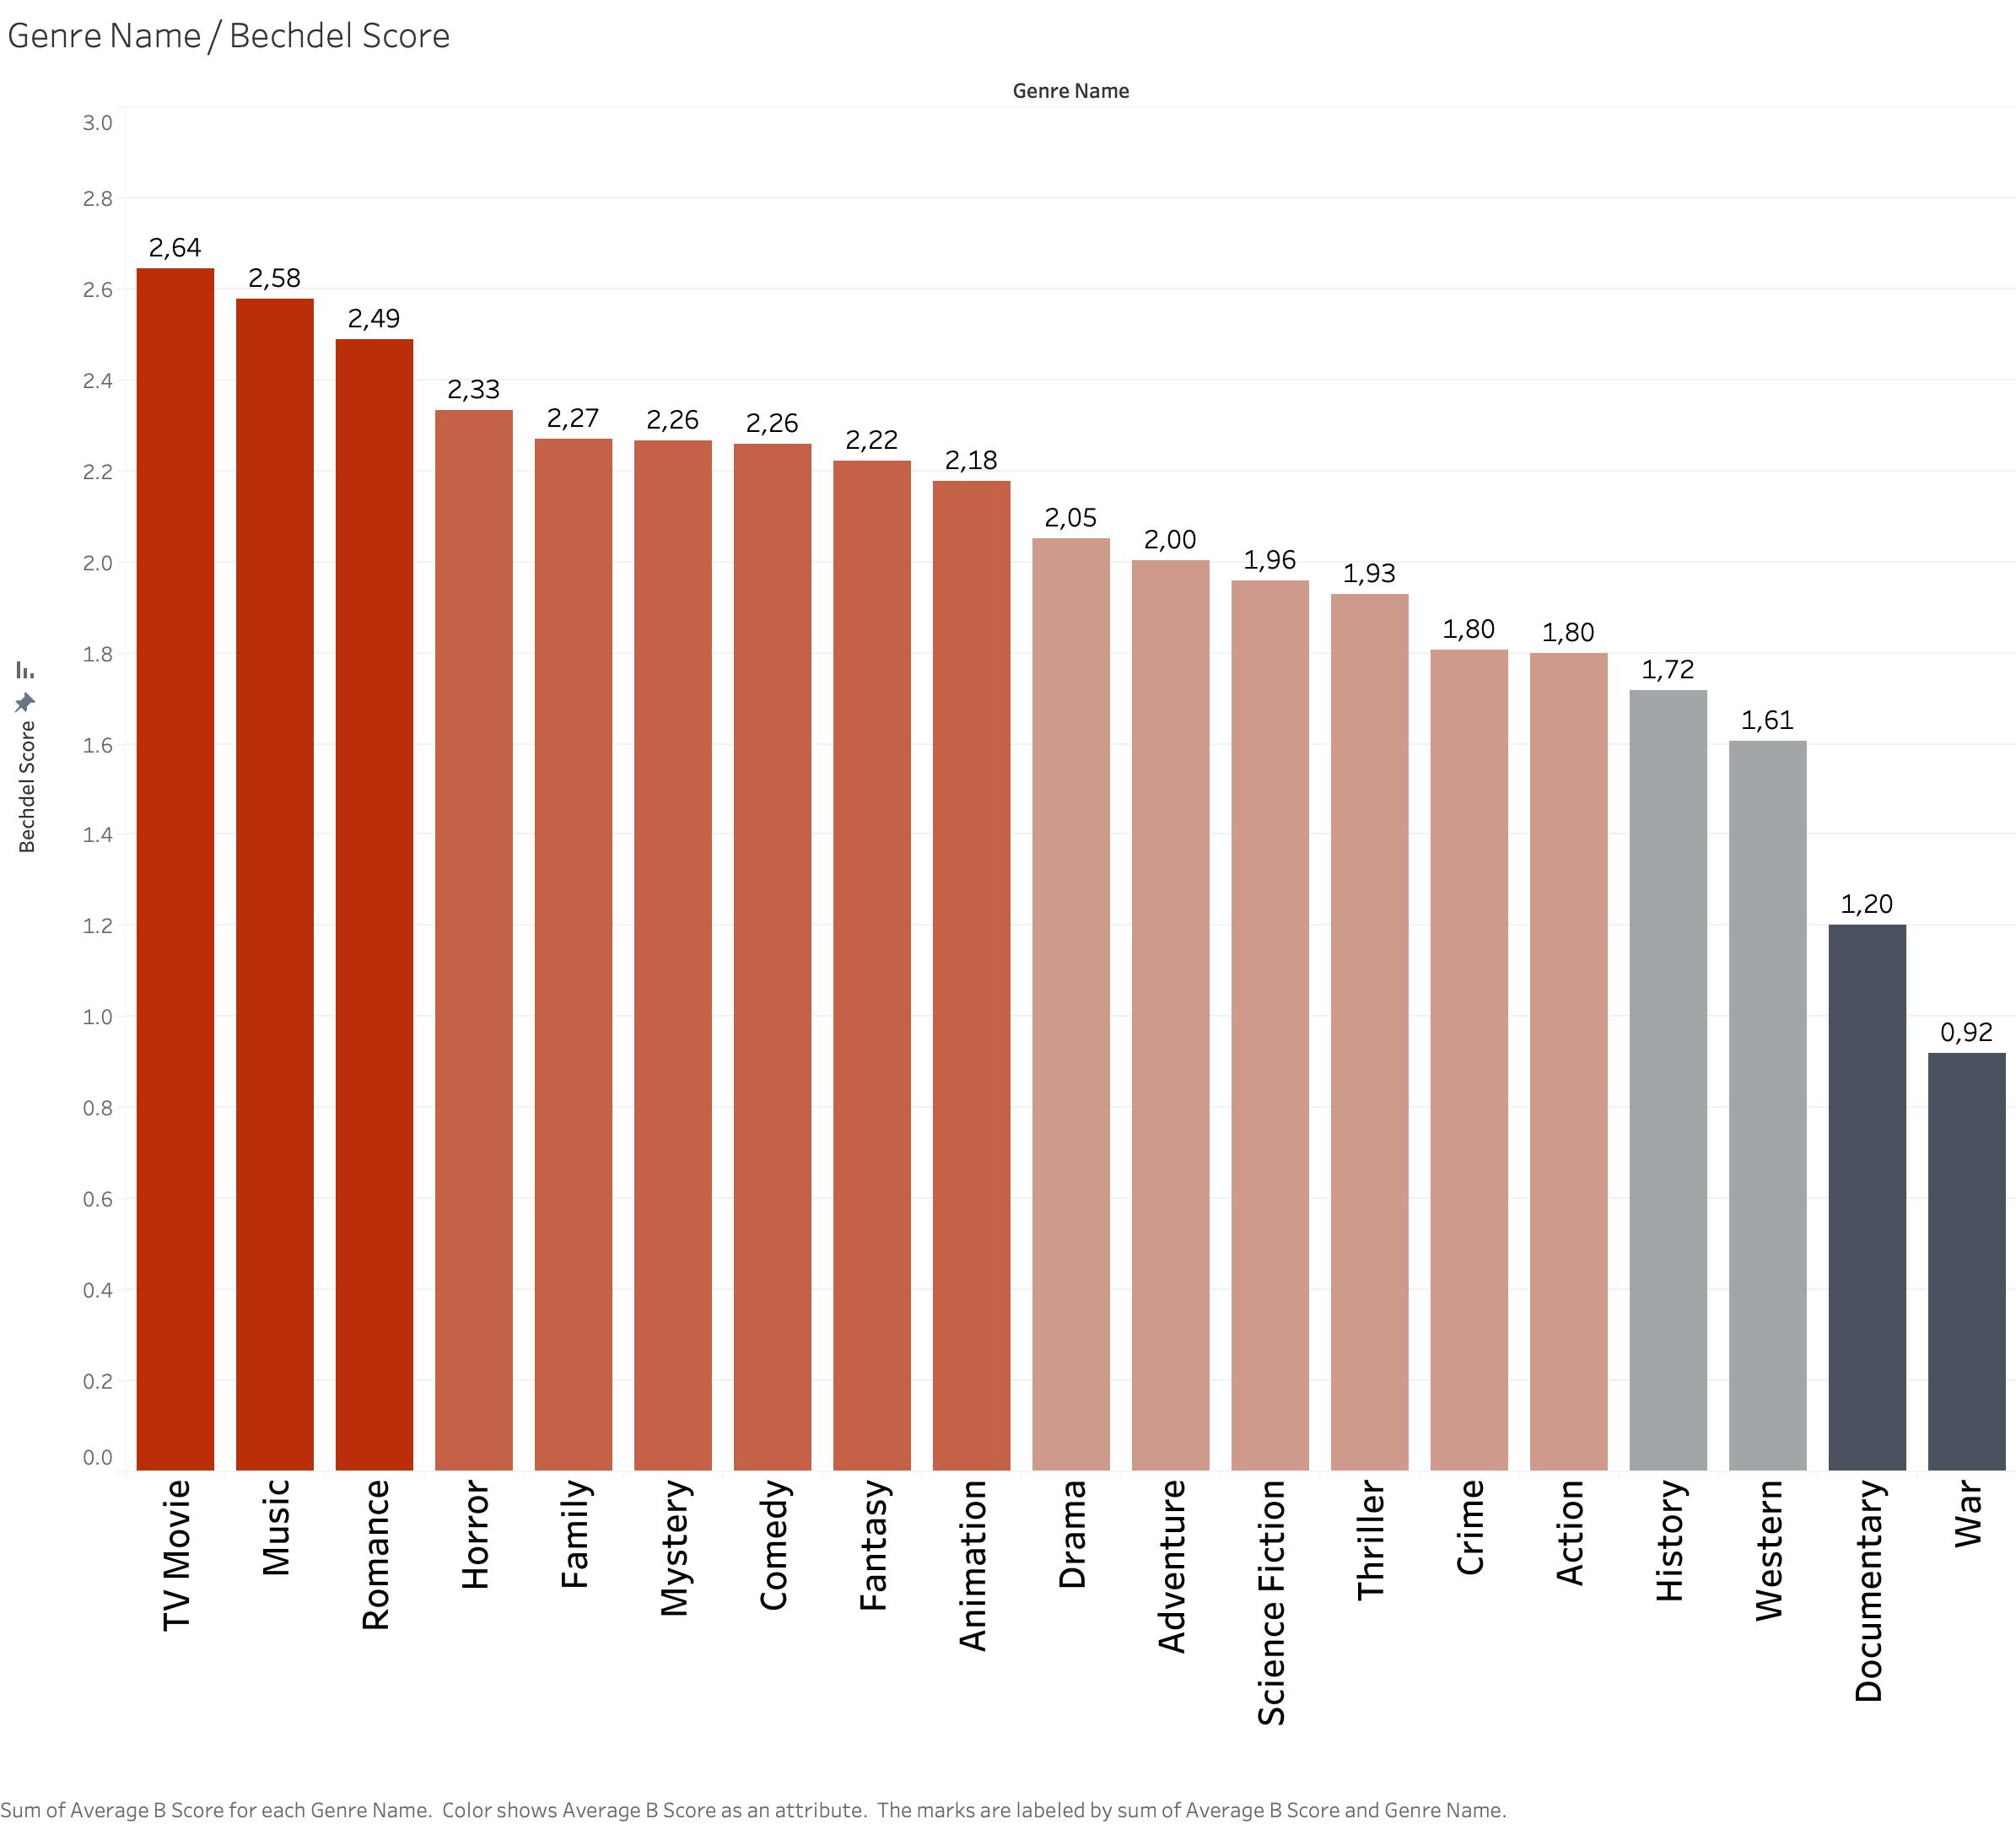 Genre Name / Bechdel Score
Genre Name
3.0
2.8
2.6
2.4
2.2
2.0
1.8
1.6
1.4
1.2
1.0
0.8
0.6
0.4
0.2
0.0
Bechdel Score
2,64
2,58
2,49
2,33
2,27
2,26
2,26
2,22
2,18
2,05
2,00
1,96
1,93
1,80
1,80
1,72
1,61
1,20
0,92
TV Movie
Music
Romance
Horror
Family
Mystery
Comedy
Fantasy
Animation
Drama
Adventure
Science Fiction
Thriller
Crime
Action
History
Western
Documentary
War
Sum of Average B Score for each Genre Name.  Color shows Average B Score as an attribute.  The marks are labeled by sum of Average B Score and Genre Name.